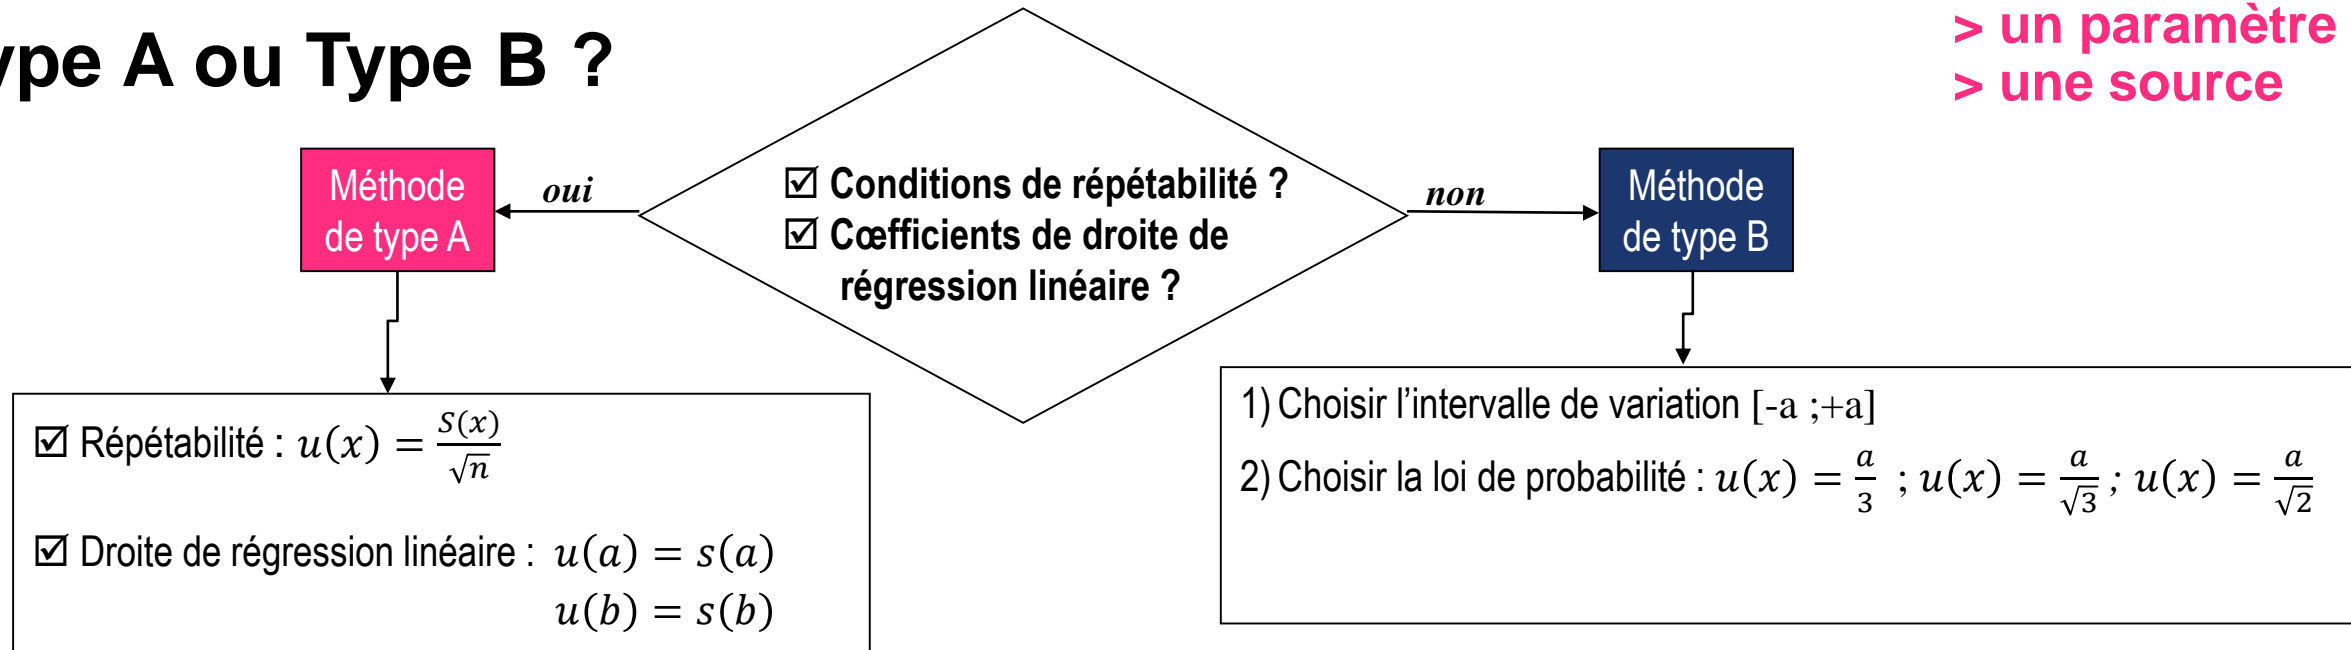 ype A ou Type B ?
> un paramètre
> une source
Méthode
de type A
oui
☑ Conditions de répétabilité ?
☑ Cœfficients de droite de
régression linéaire ?
non
Méthode
de type B
☑ Répétabilité : u(x) = S(x)/√n
☑ Droite de régression linéaire : u(a) = s(a)
u(b) = s(b)
1) Choisir l’intervalle de variation [-a ;+a]
2) Choisir la loi de probabilité : u(x) = a/3 ; u(x) = a/√3 ; u(x) = a/√2